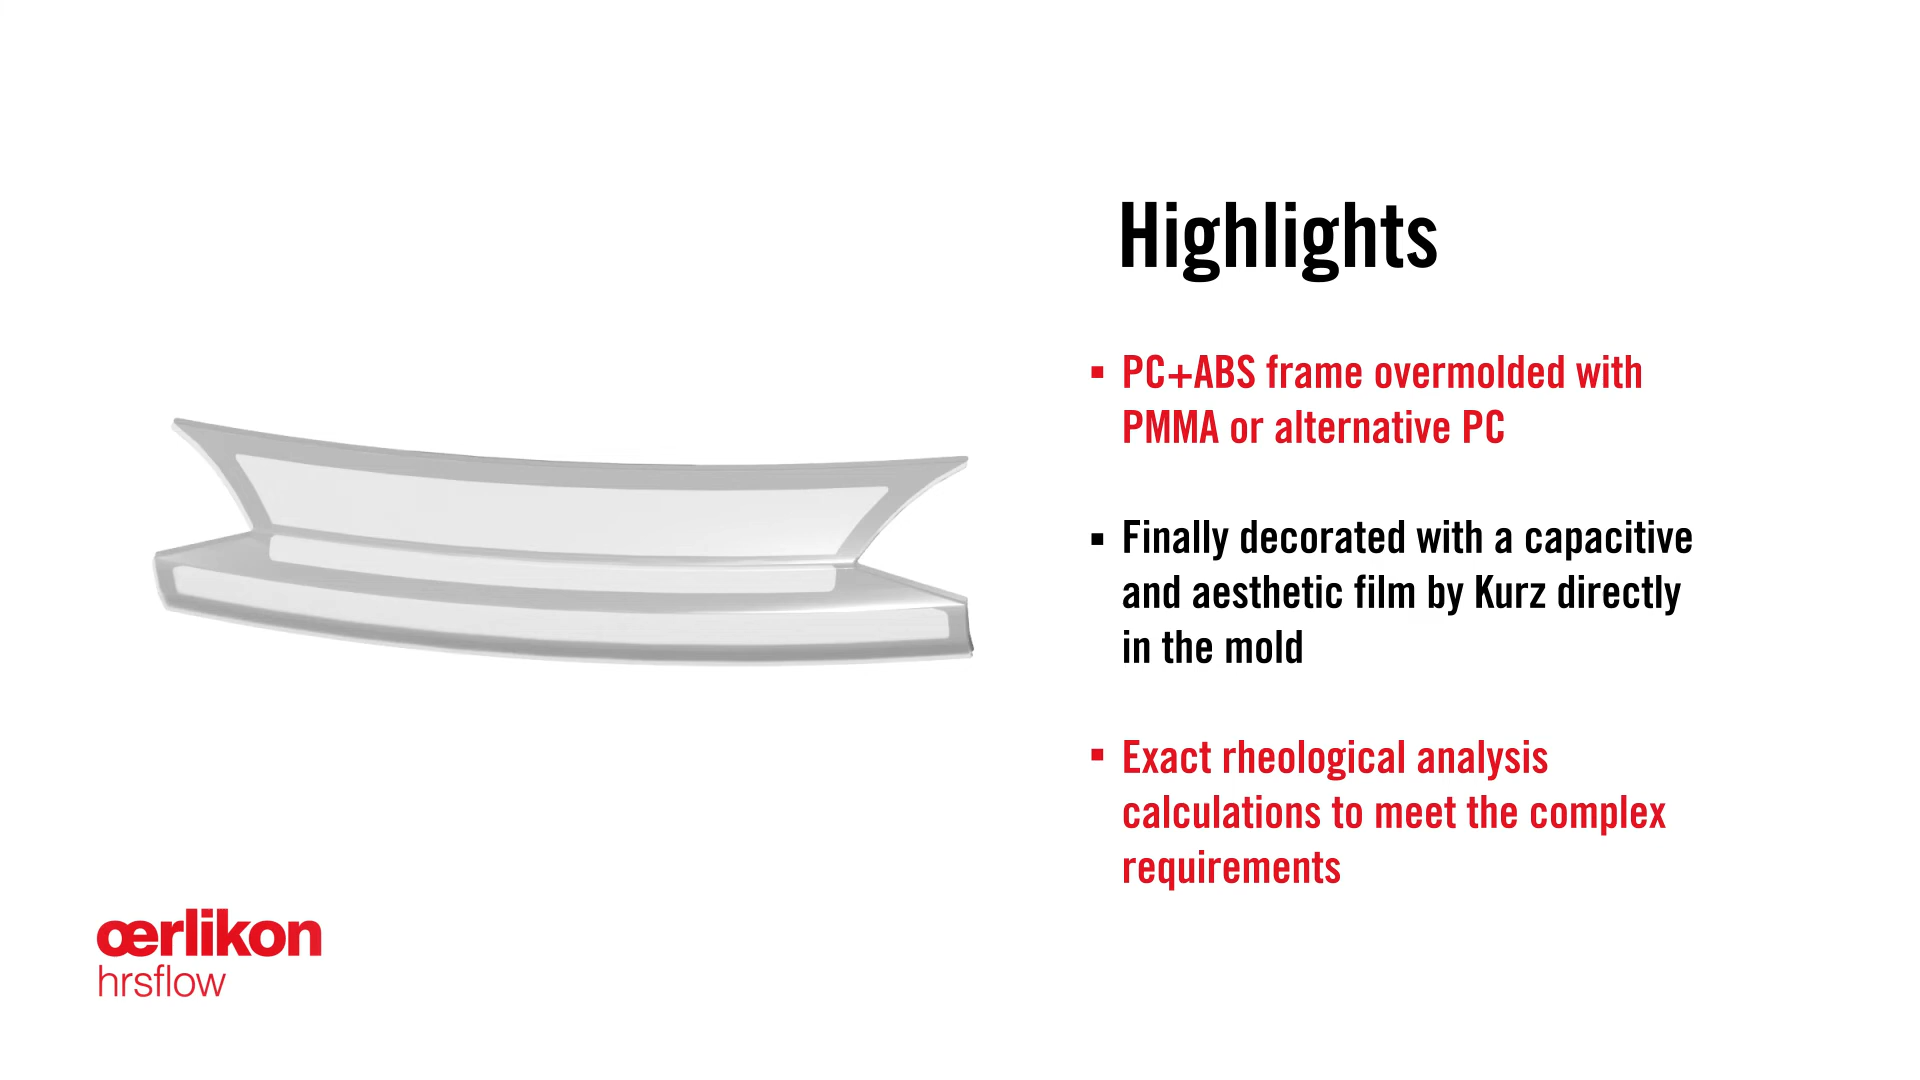 Highlights
▪ PC+ABS frame overmolded with
PMMA or alternative PC
▪ Finally decorated with a capacitive
and aesthetic film by Kurz directly
in the mold
▪ Exact rheological analysis
calculations to meet the complex
requirements
œrlikon
hrsflow